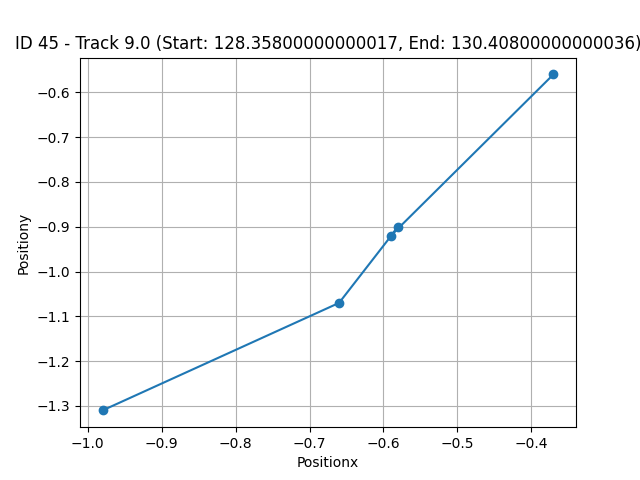 ID 45 - Track 9.0 (Start: 128.35800000000017, End: 130.40800000000036)
Positiony
−0.6
−0.7
−0.8
−0.9
−1.0
−1.1
−1.2
−1.3
−1.0 −0.9 −0.8 −0.7 −0.6 −0.5 −0.4
Positionx